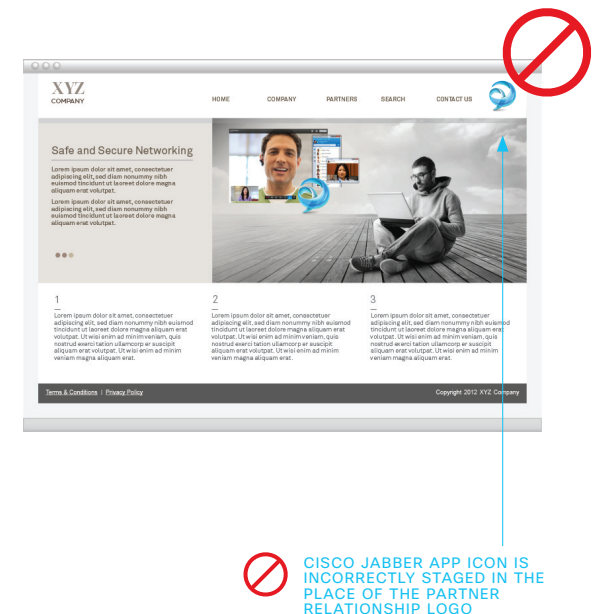 XYZ
COMPANY
HOME COMPANY PARTNERS SEARCH CONTACT US
Safe and Secure Networking
Lorem ipsum dolor sit amet, consectetuer
adipiscing elit, sed diam nonummy nibh
euismod tincidunt ut laoreet dolore magna
aliquam erat volutpat.
Lorem ipsum dolor sit amet, consectetuer
adipiscing elit, sed diam nonummy nibh
euismod tincidunt ut laoreet dolore magna
aliquam erat volutpat.
1
Lorem ipsum dolor sit amet, consectetuer
adipiscing elit, sed diam nonummy nibh euismod
tincidunt ut laoreet dolore magna aliquam erat
volutpat. Ut wisi enim ad minim veniam, quis
nostrud exerci tation ullamcorp er suscipit
aliquam erat volutpat. Ut wisi enim ad minim
veniam magna aliquam erat.
2
Lorem ipsum dolor sit amet, consectetuer
adipiscing elit, sed diam nonummy nibh euismod
tincidunt ut laoreet dolore magna aliquam erat
volutpat. Ut wisi enim ad minim veniam, quis
nostrud exerci tation ullamcorp er suscipit
aliquam erat volutpat. Ut wisi enim ad minim
veniam magna aliquam erat.
3
Lorem ipsum dolor sit amet, consectetuer
adipiscing elit, sed diam nonummy nibh euismod
tincidunt ut laoreet dolore magna aliquam erat
volutpat. Ut wisi enim ad minim veniam, quis
nostrud exerci tation ullamcorp er suscipit
aliquam erat volutpat. Ut wisi enim ad minim
veniam magna aliquam erat.
Terms & Conditions | Privacy Policy Copyright 2012 XYZ Company
CISCO JABBER APP ICON IS
INCORRECTLY STAGED IN THE
PLACE OF THE PARTNER
RELATIONSHIP LOGO